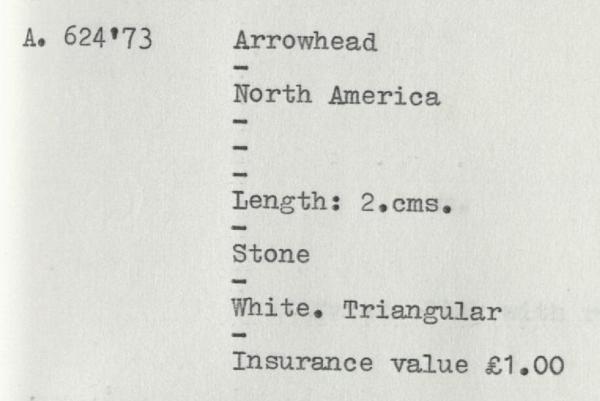 A. 624'73 Arrowhead
-
North America
-
-
-
Length: 2.cms.
-
Stone
-
White. Triangular
-
Insurance value £1.00